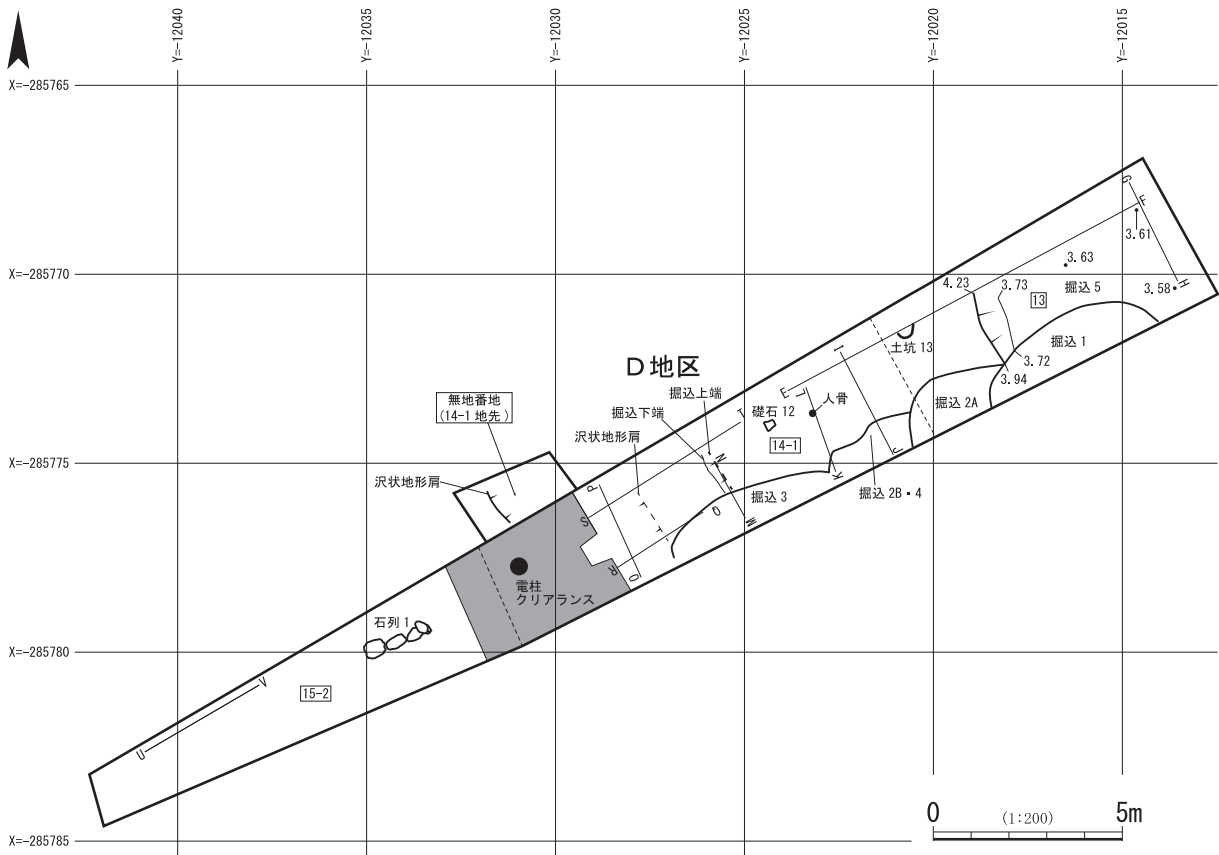 Y=-12040
Y=-12035
Y=-12030
Y=-12025
Y=-12020
Y=-12015
X=-285765
X=-285770
X=-285775
X=-285780
X=-285785
G
F
3.61
3.63
掘込 5
3.58
H
13
4.23
3.73
掘込 1
3.72
3.94
土坑 13
I
D 地区
掘込上端
E
L
人骨
掘込 2A
無地番地
(14-1 地先)
掘込下端
T
礎石 12
14-1
沢状地形肩
J
K
掘込 2B・4
N
沢状地形肩
P
掘込 3
S
Q
M
R
O
電柱
クリアランス
石列 1
V
15-2
U
0
(1:200)
5m